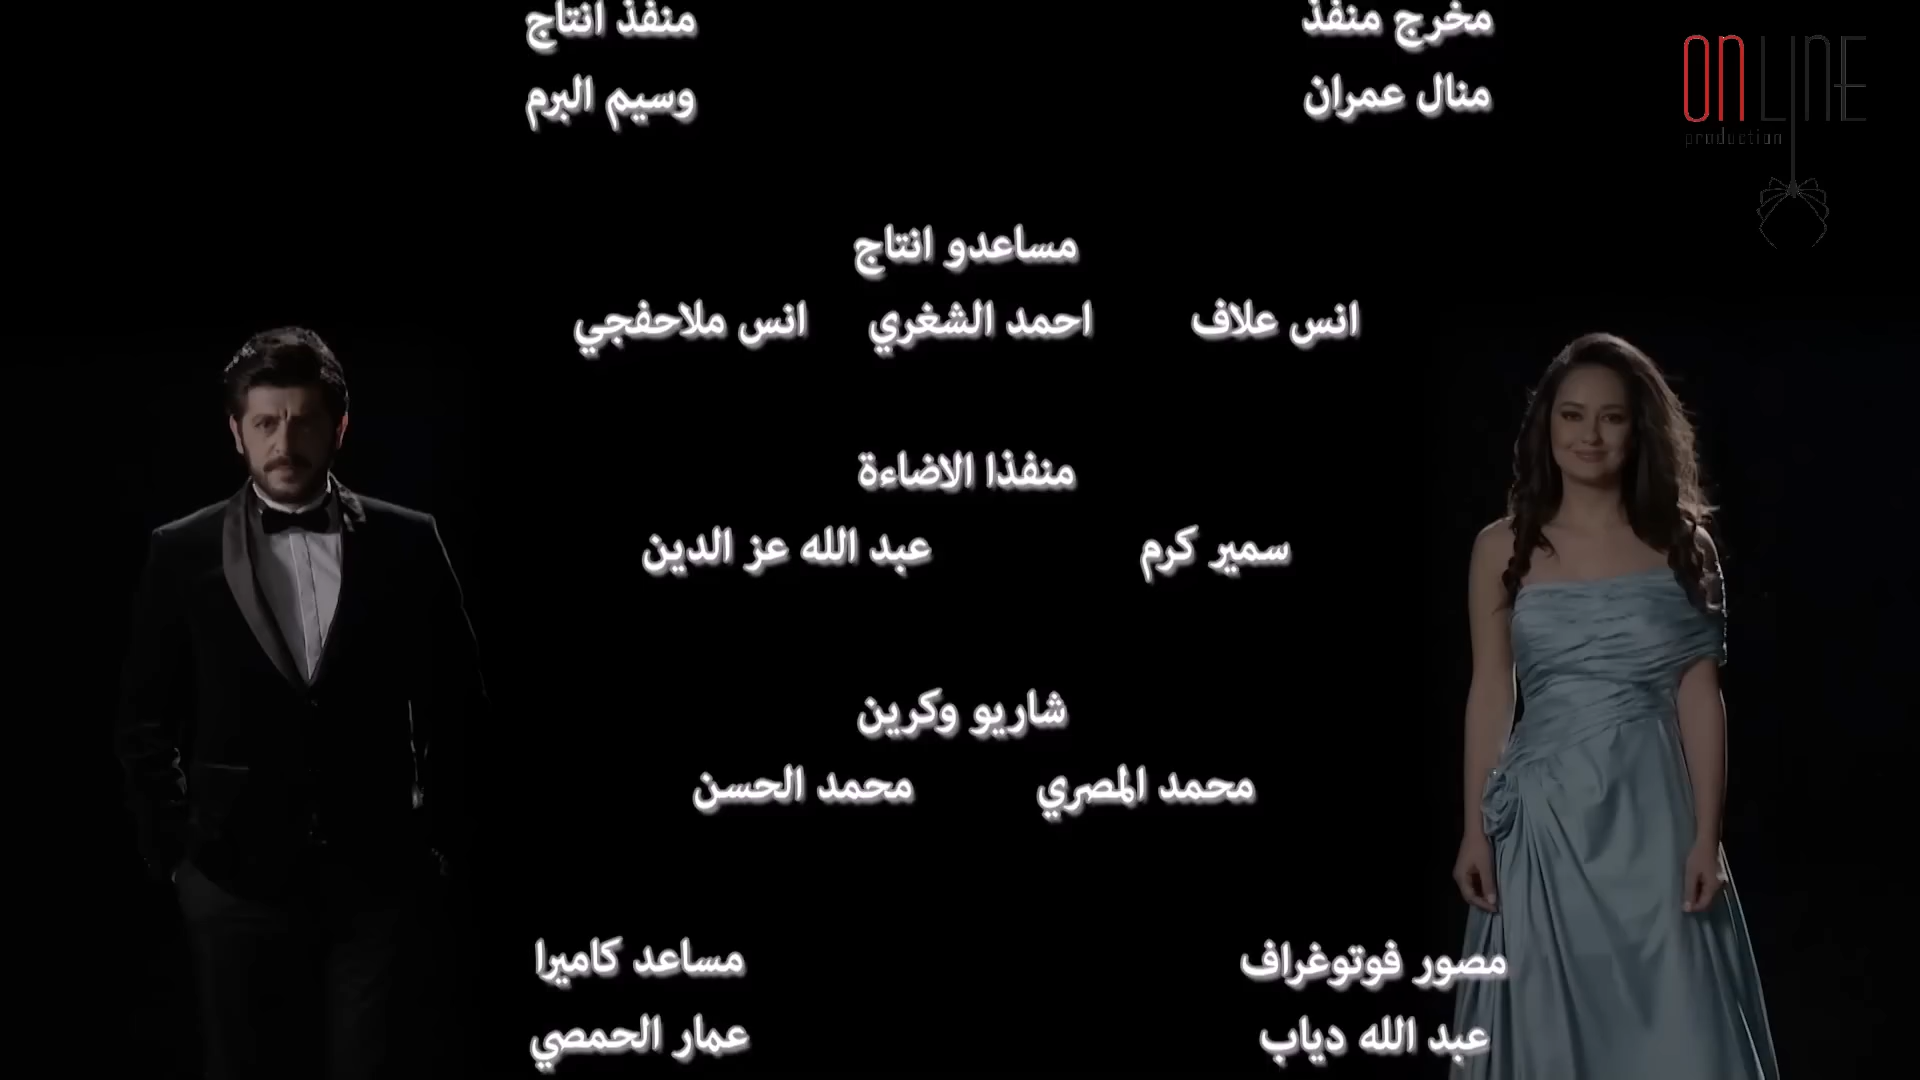 مخرج منفذ
منال عمران
منفذ انتاج
وسيم البرم
ONLINE
production
مساعدو انتاج
انس علاف احمد الشغري انس ملاحفجي
منفذا الاضاءة
سمير كرم عبد الله عز الدين
شاريو وكرين
محمد المصري محمد الحسن
مصور فوتوغراف
عبد الله دياب
مساعد كاميرا
عمار الحمصي